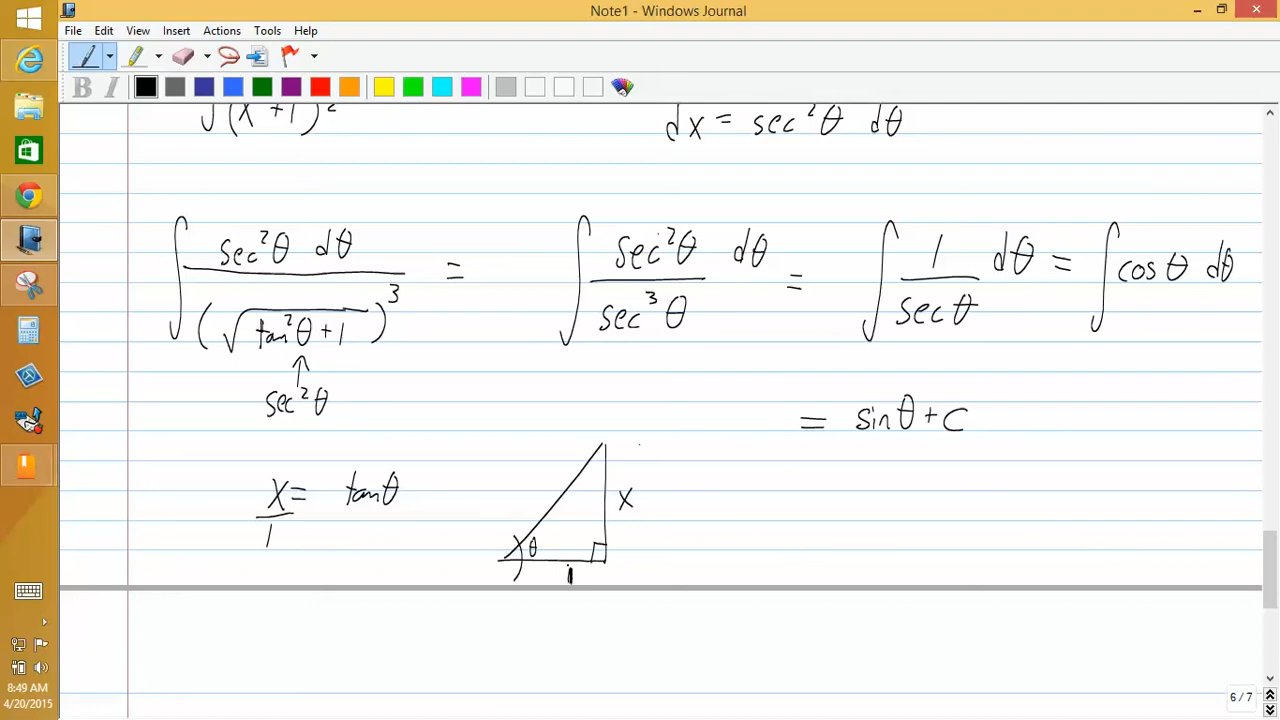 Note1 - Windows Journal
File Edit View Insert Actions Tools Help
B I
∫(x +1)²
dx = sec²θ dθ
∫ sec²θ dθ / (√(tan²θ + 1))³ = ∫ sec²θ / sec³θ dθ = ∫ 1 / secθ dθ = ∫ cosθ dθ
↑
sec²θ
= sinθ + C
x/1 = tanθ
x
θ
1
8:49 AM
4/20/2015
6 / 7